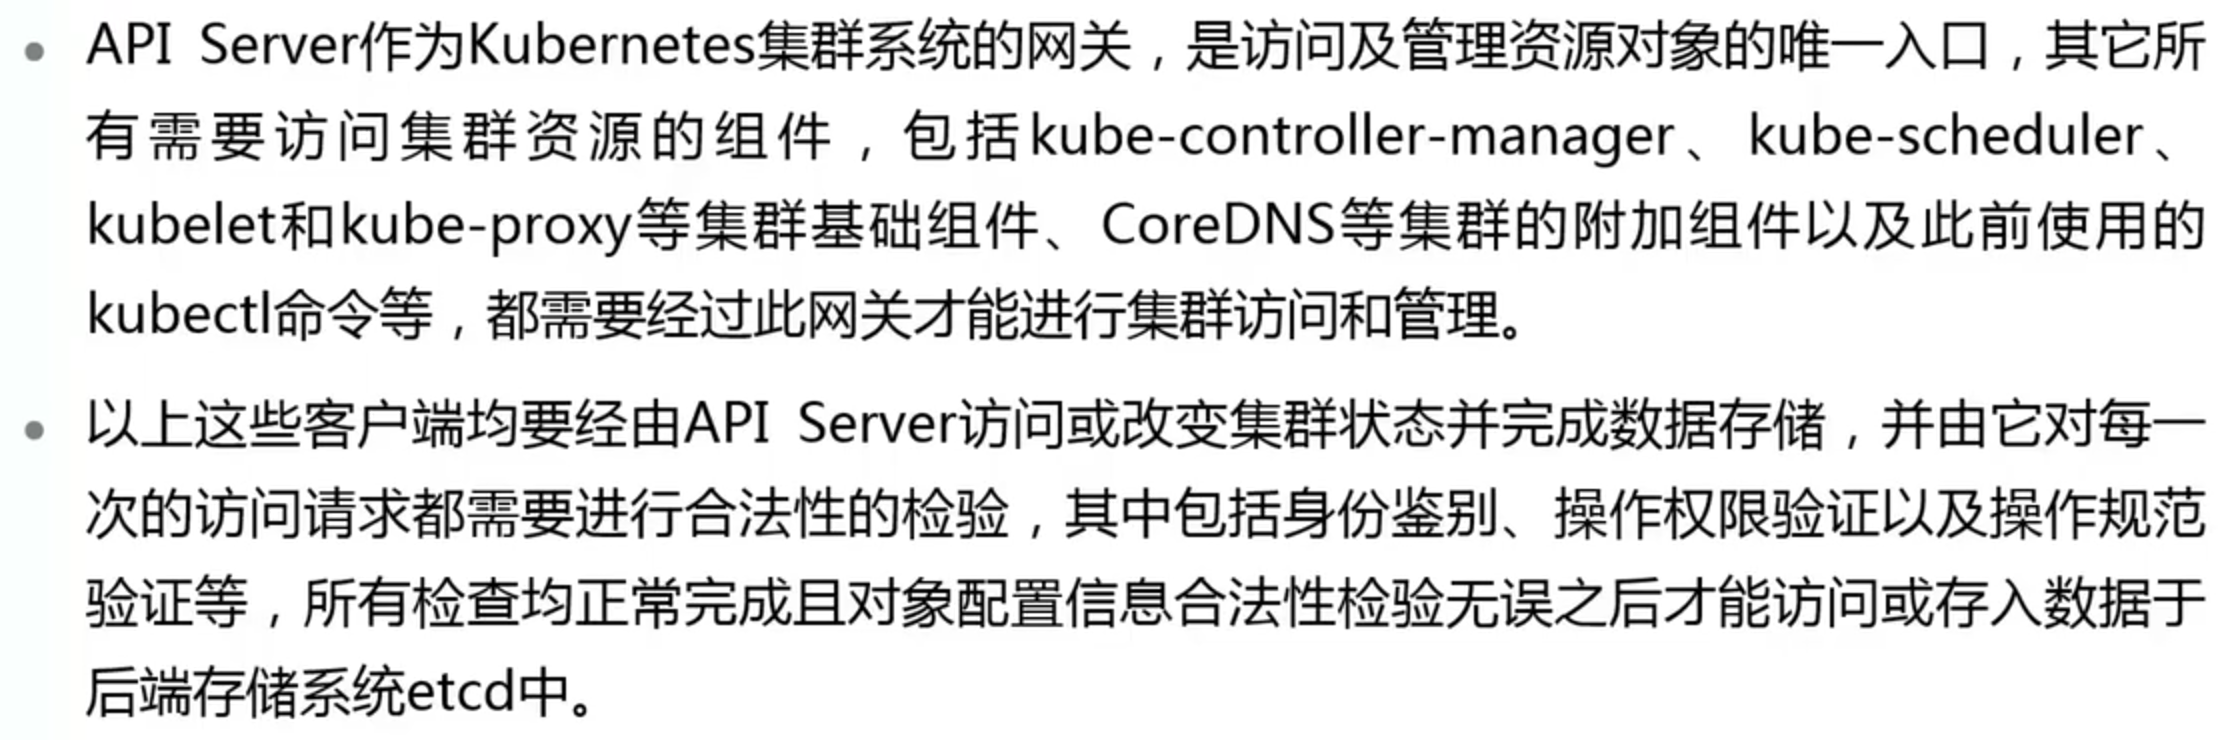 • API Server作为Kubernetes集群系统的网关，是访问及管理资源对象的唯一入口，其它所
有需要访问集群资源的组件，包括kube-controller-manager、kube-scheduler、
kubelet和kube-proxy等集群基础组件、CoreDNS等集群的附加组件以及此前使用的
kubectl命令等，都需要经过此网关才能进行集群访问和管理。
• 以上这些客户端均要经由API Server访问或改变集群状态并完成数据存储，并由它对每一
次的访问请求都需要进行合法性的检验，其中包括身份鉴别、操作权限验证以及操作规范
验证等，所有检查均正常完成且对象配置信息合法性检验无误之后才能访问或存入数据于
后端存储系统etcd中。